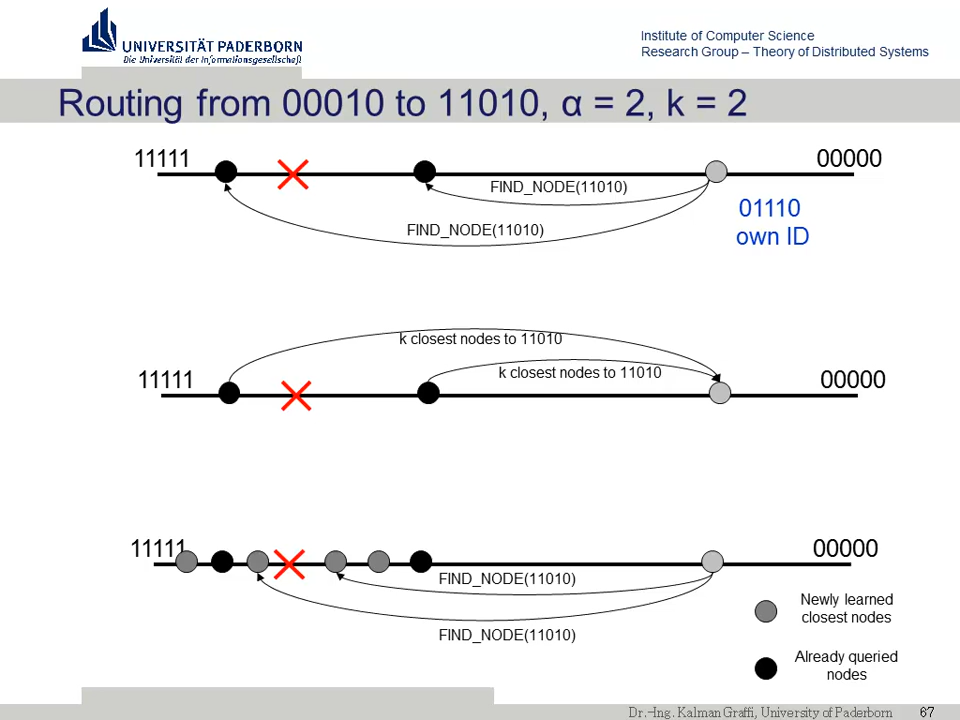 UNIVERSITÄT PADERBORN
Die Universität der Informationsgesellschaft
Institute of Computer Science
Research Group – Theory of Distributed Systems
Routing from 00010 to 11010, α = 2, k = 2
11111
00000
FIND_NODE(11010)
FIND_NODE(11010)
01110
own ID
k closest nodes to 11010
k closest nodes to 11010
11111
00000
11111
00000
FIND_NODE(11010)
FIND_NODE(11010)
Newly learned
closest nodes
Already queried
nodes
Dr.-Ing. Kalman Graffi, University of Paderborn
67